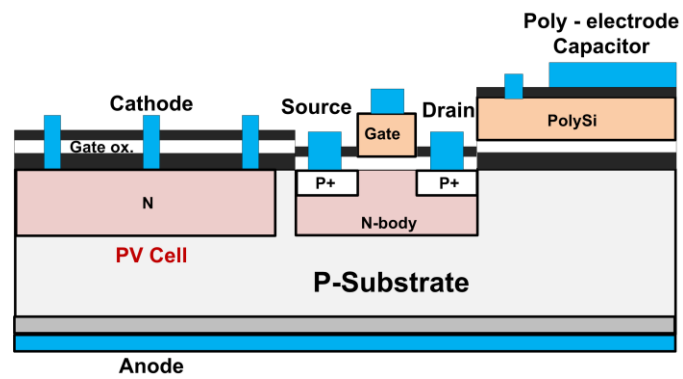 Poly - electrode
Capacitor
Cathode
Source
Drain
Gate
PolySi
Gate ox.
P+
P+
N
N-body
PV Cell
P-Substrate
Anode